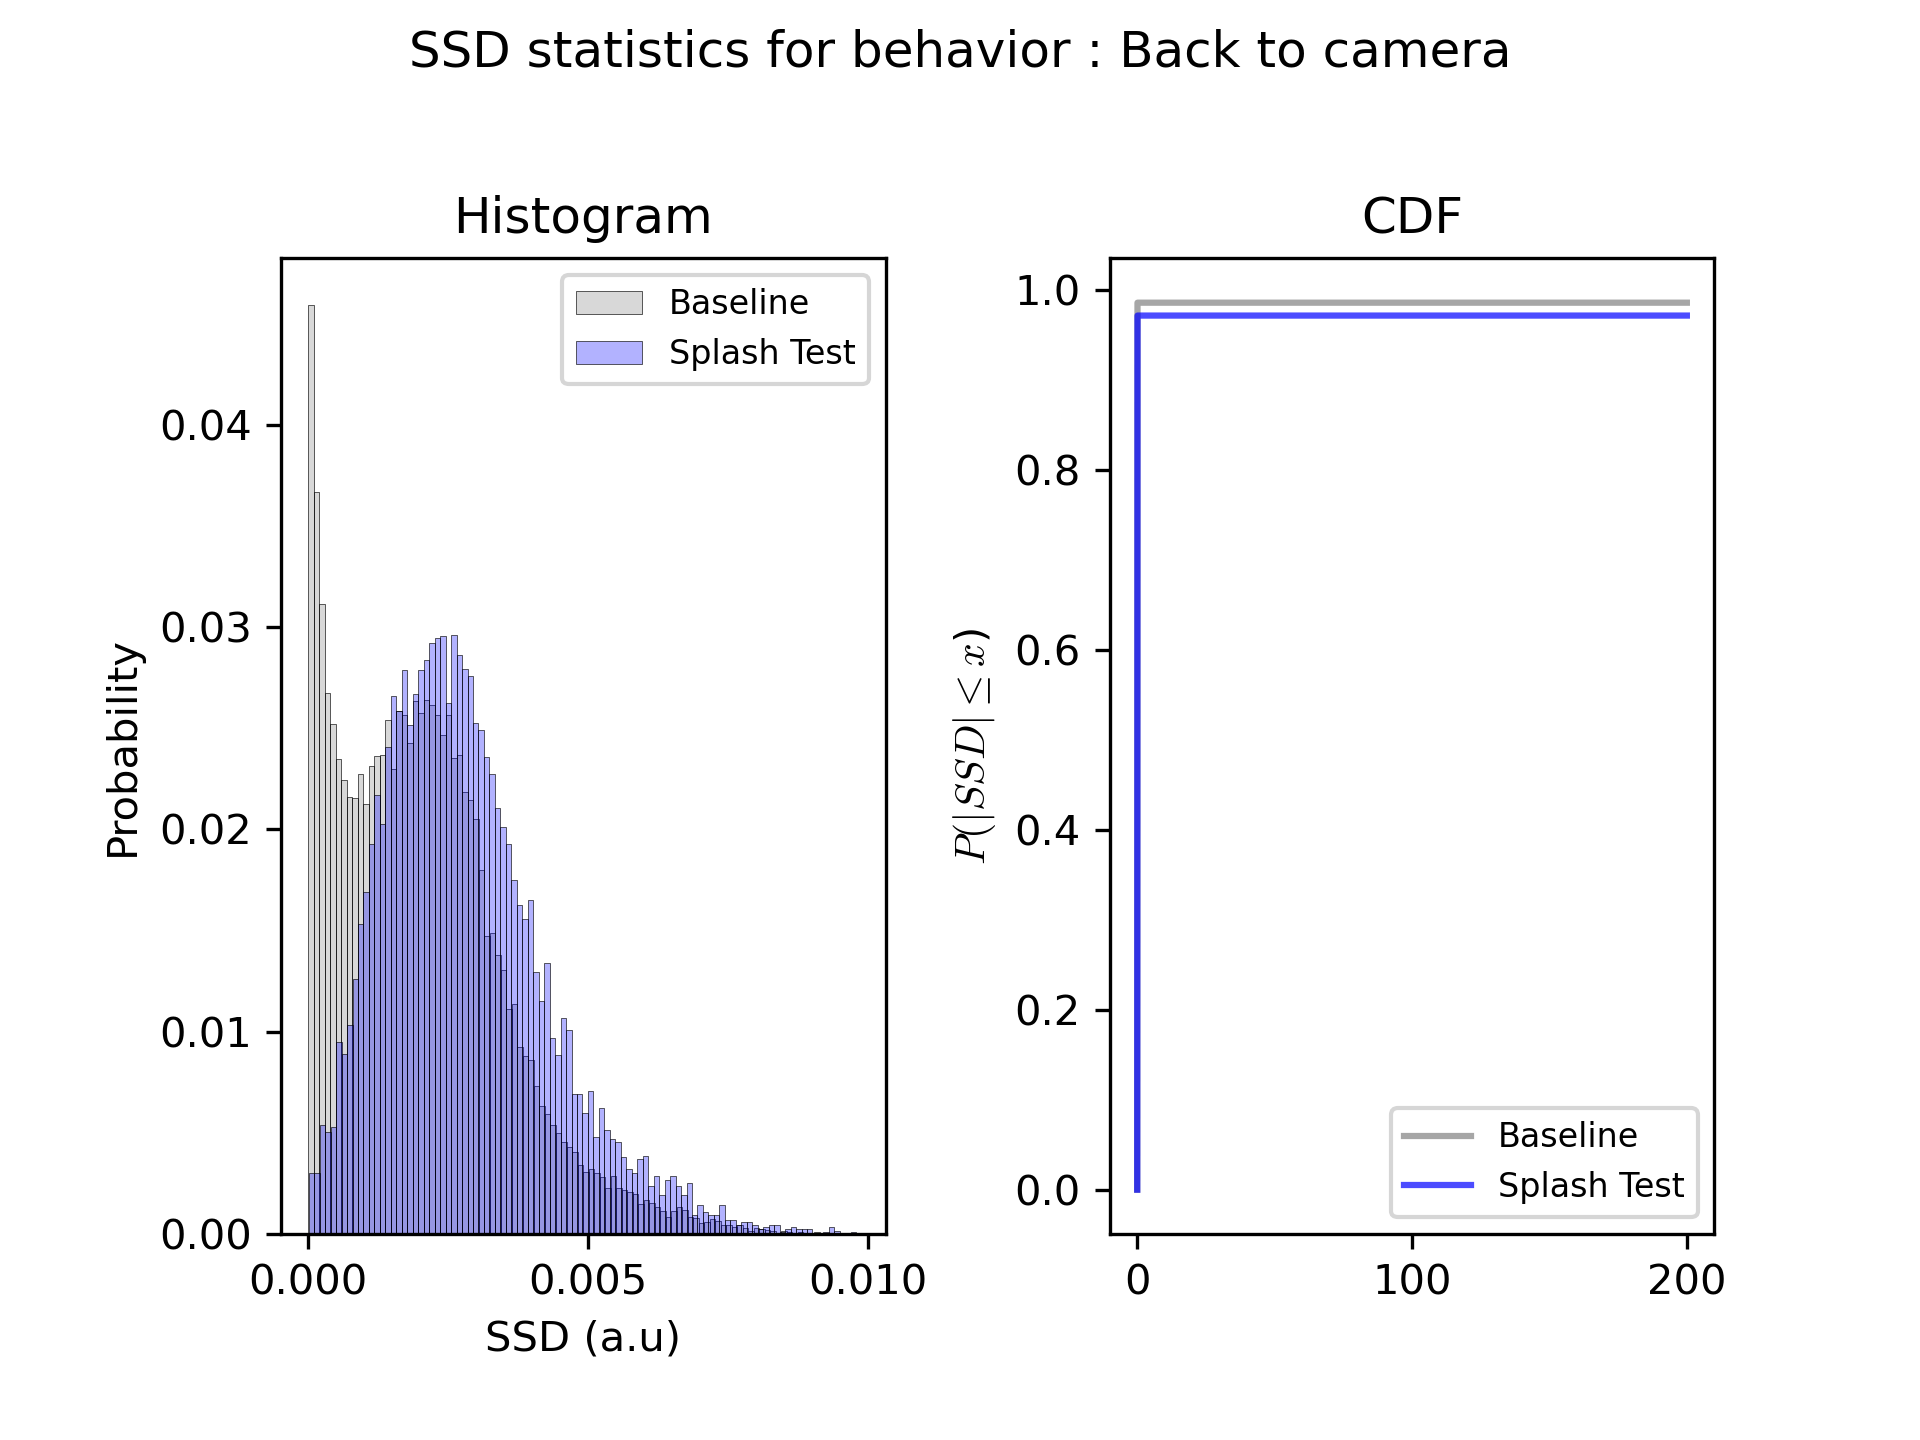 SSD statistics for behavior : Back to camera
Histogram
Baseline
Splash Test
Probability
0.04
0.03
0.02
0.01
0.00
0.000 0.005 0.010
SSD (a.u)
CDF
P(|SSD| ≤ x)
1.0
0.8
0.6
0.4
0.2
0.0
Baseline
Splash Test
0 100 200